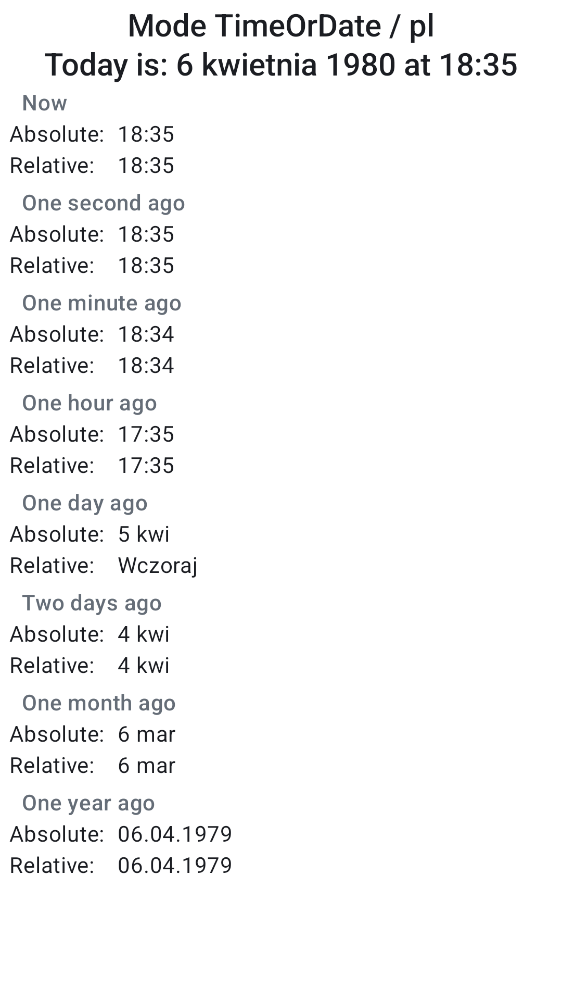 Mode TimeOrDate / pl
Today is: 6 kwietnia 1980 at 18:35
Now
Absolute: 18:35
Relative: 18:35
One second ago
Absolute: 18:35
Relative: 18:35
One minute ago
Absolute: 18:34
Relative: 18:34
One hour ago
Absolute: 17:35
Relative: 17:35
One day ago
Absolute: 5 kwi
Relative: Wczoraj
Two days ago
Absolute: 4 kwi
Relative: 4 kwi
One month ago
Absolute: 6 mar
Relative: 6 mar
One year ago
Absolute: 06.04.1979
Relative: 06.04.1979